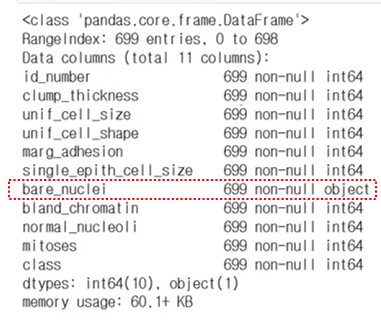 <class 'pandas.core.frame.DataFrame'>
RangeIndex: 699 entries, 0 to 698
Data columns (total 11 columns):
id_number 699 non-null int64
clump_thickness 699 non-null int64
unif_cell_size 699 non-null int64
unif_cell_shape 699 non-null int64
marg_adhesion 699 non-null int64
single_epith_cell_size 699 non-null int64
bare_nuclei 699 non-null object
bland_chromatin 699 non-null int64
normal_nucleoli 699 non-null int64
mitoses 699 non-null int64
class 699 non-null int64
dtypes: int64(10), object(1)
memory usage: 60.1+ KB